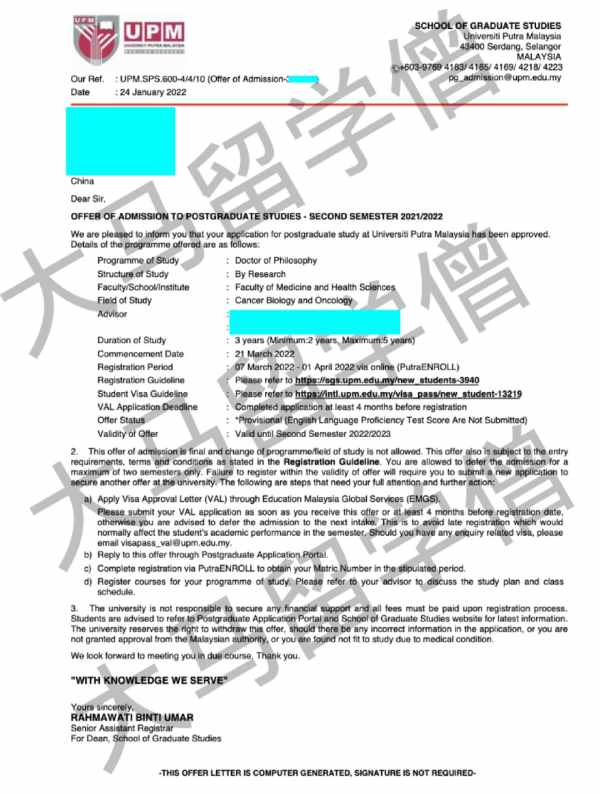 UPM
UPM
UNIVERSITI PUTRA MALAYSIA
SCHOOL OF GRADUATE STUDIES
Universiti Putra Malaysia
43400 Serdang, Selangor
MALAYSIA
+603-9769 4163/ 4165/ 4169/ 4218/ 4223
pg_admission@upm.edu.my
Our Ref. : UPM.SPS.600-4/4/10 (Offer of Admission-
Date : 24 January 2022
China
Dear Sir,
OFFER OF ADMISSION TO POSTGRADUATE STUDIES - SECOND SEMESTER 2021/2022
We are pleased to inform you that your application for postgraduate study at Universiti Putra Malaysia has been approved.
Details of the programme offered are as follows:
Programme of Study : Doctor of Philosophy
Structure of Study : By Research
Faculty/School/Institute : Faculty of Medicine and Health Sciences
Field of Study : Cancer Biology and Oncology
Advisor :
:
Duration of Study : 3 years (Minimum:2 years, Maximum:5 years)
Commencement Date : 21 March 2022
Registration Period : 07 March 2022 - 01 April 2022 via online (PutraENROLL)
Registration Guideline : Please refer to https://sgs.upm.edu.my/new_students-3940
Student Visa Guideline : Please refer to https://intl.upm.edu.my/visa_pass/new_student-13219
VAL Application Deadline : Completed application at least 4 months before registration
Offer Status : *Provisional (English Language Proficiency Test Score Are Not Submitted)
Validity of Offer : Valid until Second Semester 2022/2023
2. This offer of admission is final and change of programme/field of study is not allowed. This offer also is subject to the entry
requirements, terms and conditions as stated in the Registration Guideline. You are allowed to defer the admission for a
maximum of two semesters only. Failure to register within the validity of offer will require you to submit a new application to
secure another offer at the university. The following are steps that need your full attention and further action:
a) Apply Visa Approval Letter (VAL) through Education Malaysia Global Services (EMGS).
Please submit your VAL application as soon as you receive this offer or at least 4 months before registration date,
otherwise you are advised to defer the admission to the next intake. This is to avoid late registration which would
normally affect the student's academic performance in the semester. Should you have any enquiry related visa, please
email visapass_val@upm.edu.my.
b) Reply to this offer through Postgraduate Application Portal.
c) Complete registration via PutraENROLL to obtain your Matric Number in the stipulated period.
d) Register courses for your programme of study. Please refer to your advisor to discuss the study plan and class
schedule.
3. The university is not responsible to secure any financial support and all fees must be paid upon registration process.
Students are advised to refer to Postgraduate Application Portal and School of Graduate Studies website for latest information.
The university reserves the right to withdraw this offer, should there be any incorrect information in the application, or you are
not granted approval from the Malaysian authority, or you are found not fit to study due to medical condition.
We look forward to meeting you in due course, Thank you.
"WITH KNOWLEDGE WE SERVE"
Yours sincerely,
RAHMAWATI BINTI UMAR
Senior Assistant Registrar
For Dean, School of Graduate Studies
-THIS OFFER LETTER IS COMPUTER GENERATED, SIGNATURE IS NOT REQUIRED-
大马留学僧
大马留学僧
大马留学僧